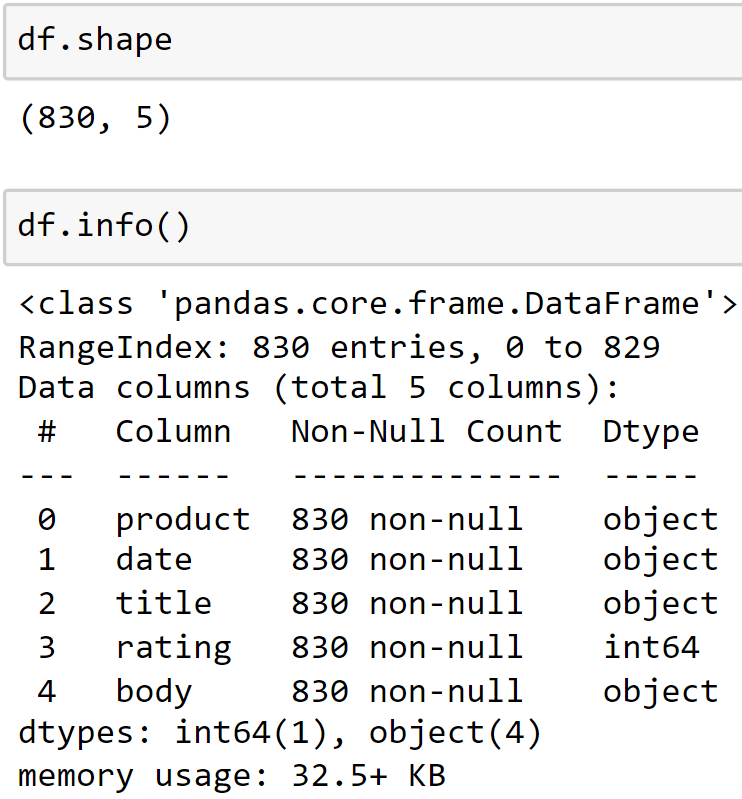 df.shape
(830, 5)
df.info()
<class 'pandas.core.frame.DataFrame'>
RangeIndex: 830 entries, 0 to 829
Data columns (total 5 columns):
 #   Column   Non-Null Count  Dtype
---  ------   --------------  -----
 0   product  830 non-null    object
 1   date     830 non-null    object
 2   title    830 non-null    object
 3   rating   830 non-null    int64
 4   body     830 non-null    object
dtypes: int64(1), object(4)
memory usage: 32.5+ KB